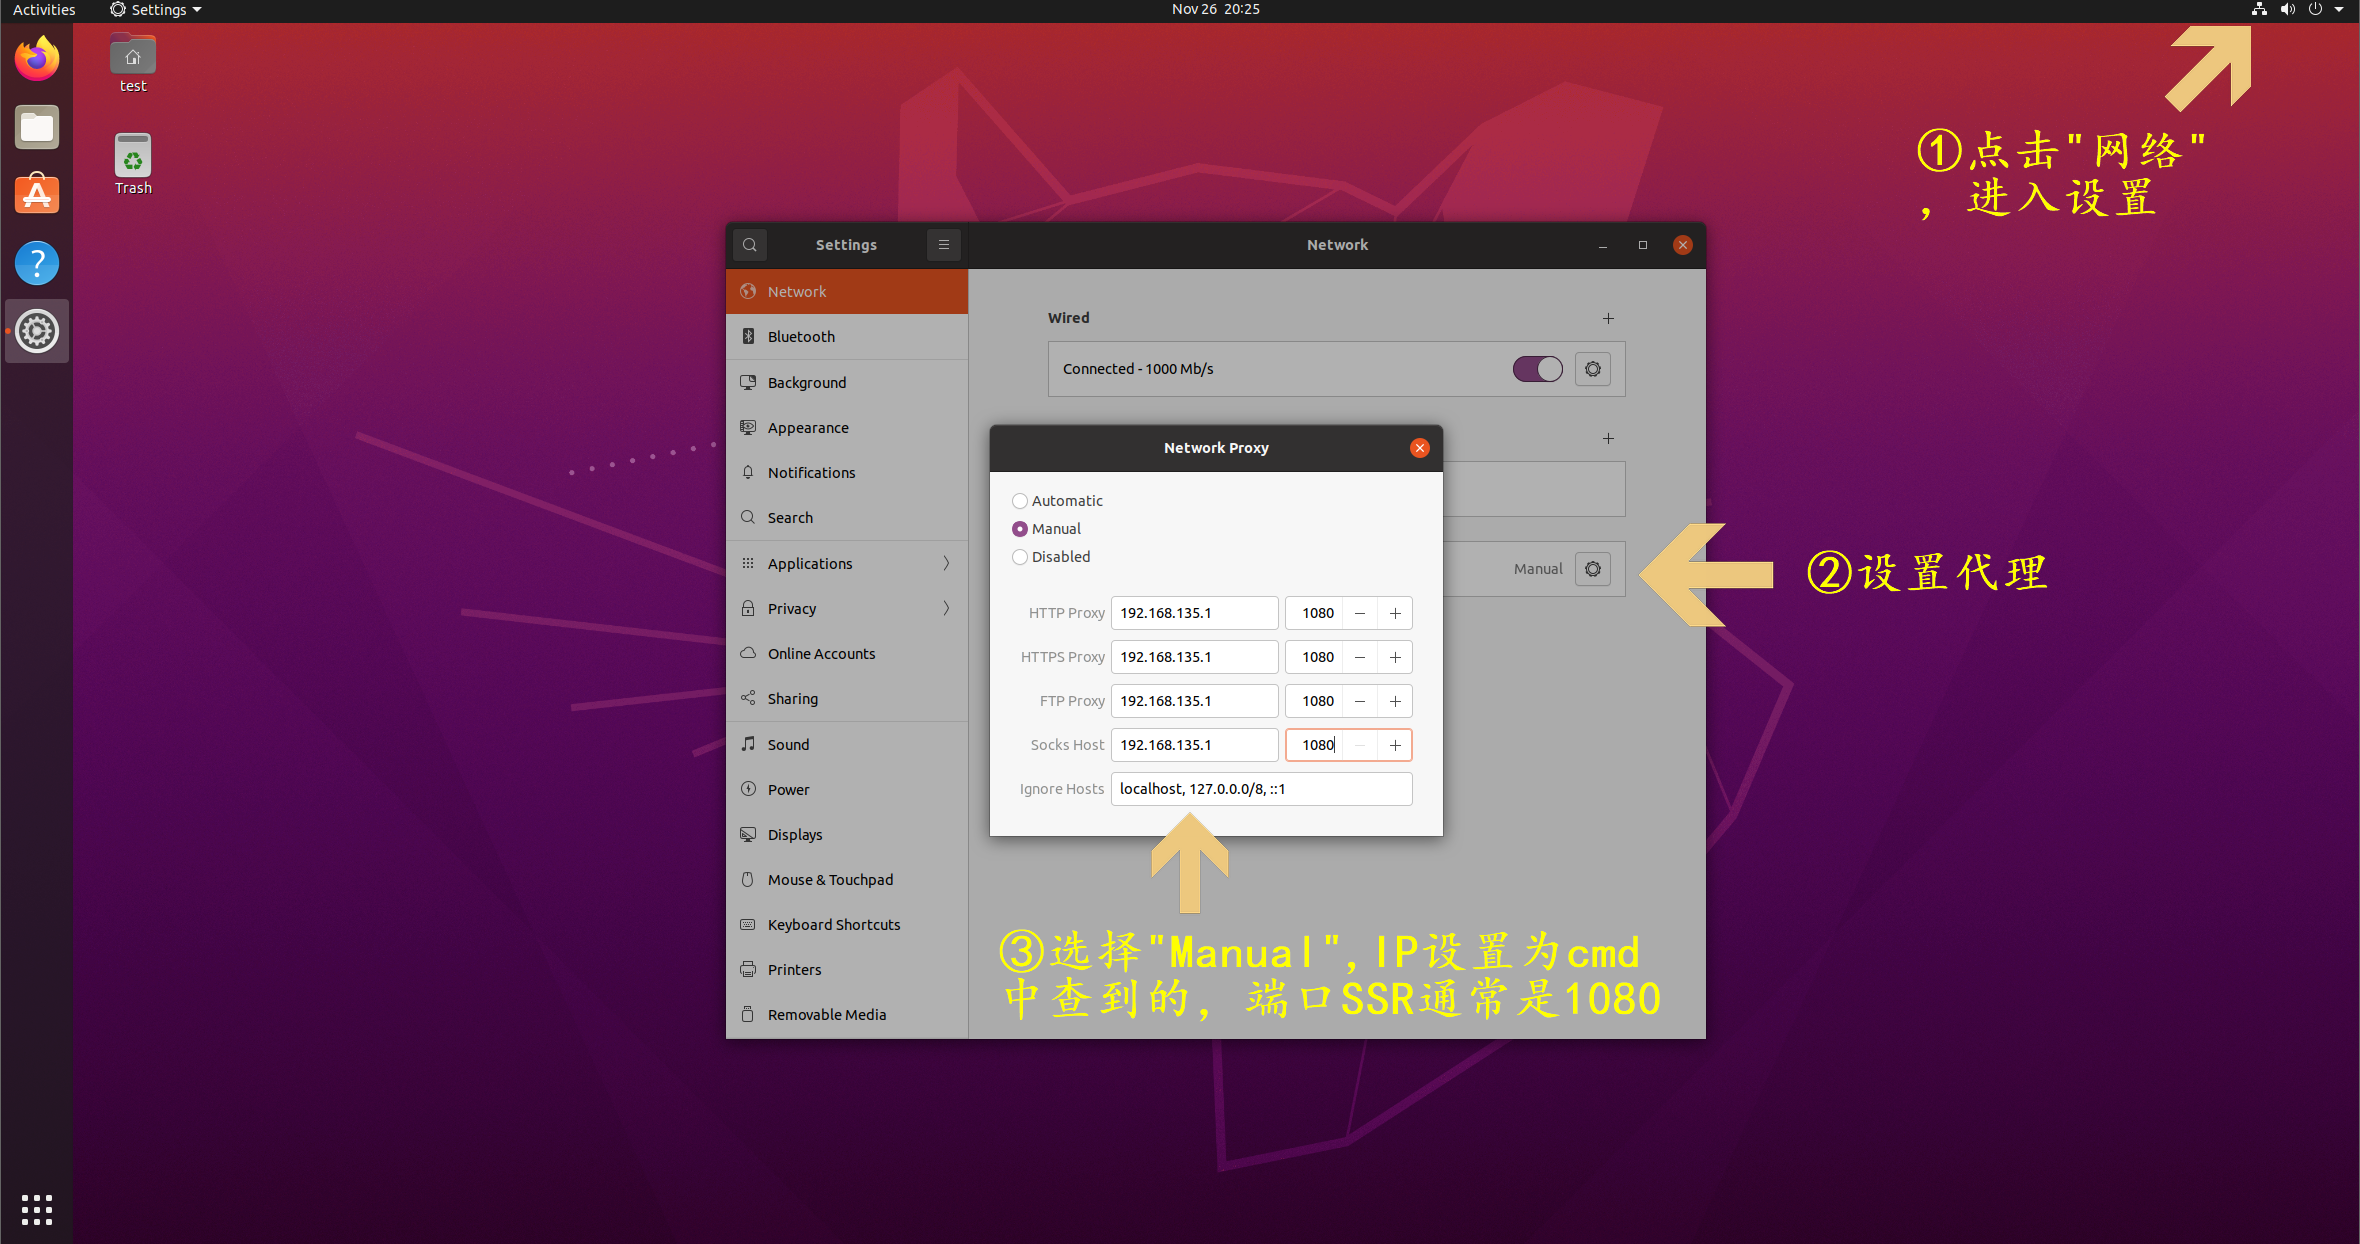 Activities
Settings
Nov 26 20:25
test
Trash
①点击"网络"
，进入设置
Settings
Network
Network
Bluetooth
Background
Appearance
Notifications
Search
Applications
Privacy
Online Accounts
Sharing
Sound
Power
Displays
Mouse & Touchpad
Keyboard Shortcuts
Printers
Removable Media
Wired
Connected - 1000 Mb/s
Manual
②设置代理
Network Proxy
Automatic
Manual
Disabled
HTTP Proxy 192.168.135.1 1080
HTTPS Proxy 192.168.135.1 1080
FTP Proxy 192.168.135.1 1080
Socks Host 192.168.135.1 1080
Ignore Hosts localhost, 127.0.0.0/8, ::1
③选择"Manual",IP设置为cmd
中查到的，端口SSR通常是1080